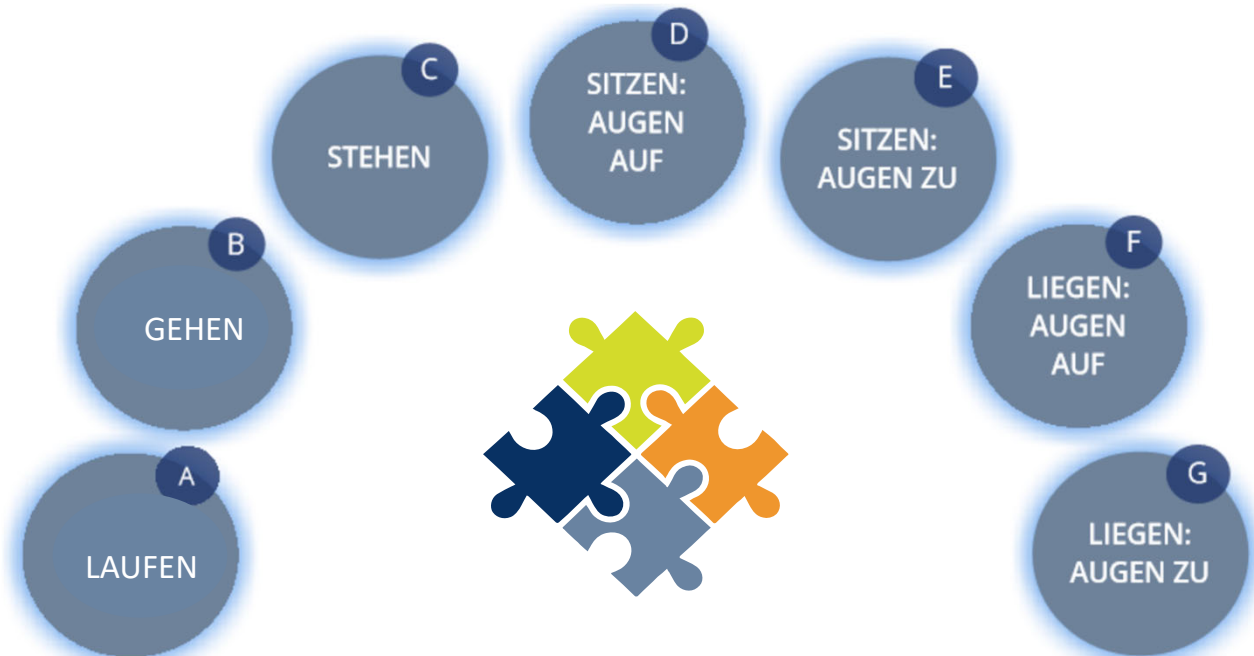 A
LAUFEN
B
GEHEN
C
STEHEN
D
SITZEN:
AUGEN
AUF
E
SITZEN:
AUGEN ZU
F
LIEGEN:
AUGEN
AUF
G
LIEGEN:
AUGEN ZU